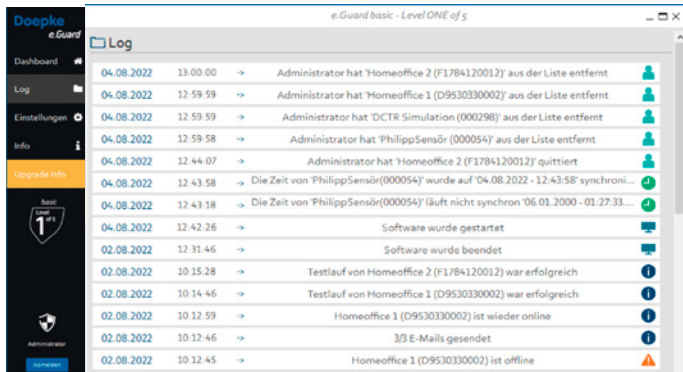 e.Guard basic - Level ONE of 5
Doepke
e.Guard
Dashboard
Log
Einstellungen
Info
Upgrade Info
basic
Level
1 of 5
Administrator
Abmelden
Log
04.08.2022 13:00:00 -> Administrator hat 'Homeoffice 2 (F1784120012)' aus der Liste entfernt
04.08.2022 12:59:59 -> Administrator hat 'Homeoffice 1 (D9530330002)' aus der Liste entfernt
04.08.2022 12:59:59 -> Administrator hat 'DCTR Simulation (000298)' aus der Liste entfernt
04.08.2022 12:59:58 -> Administrator hat 'PhilippSensör (000054)' aus der Liste entfernt
04.08.2022 12:44:07 -> Administrator hat 'Homeoffice 2 (F1784120012)' quittiert
04.08.2022 12:43:58 -> Die Zeit von 'PhilippSensör(000054)' wurde auf '04.08.2022 - 12:43:58' synchroni...
04.08.2022 12:43:18 -> Die Zeit von 'PhilippSensör(000054)' läuft nicht synchron '06.01.2000 - 01:27:33....
04.08.2022 12:42:26 -> Software wurde gestartet
02.08.2022 12:31:46 -> Software wurde beendet
02.08.2022 10:15:28 -> Testlauf von Homeoffice 2 (F1784120012) war erfolgreich
02.08.2022 10:14:46 -> Testlauf von Homeoffice 1 (D9530330002) war erfolgreich
02.08.2022 10:12:59 -> Homeoffice 1 (D9530330002) ist wieder online
02.08.2022 10:12:46 -> 3/3 E-Mails gesendet
02.08.2022 10:12:45 -> Homeoffice 1 (D9530330002) ist offline